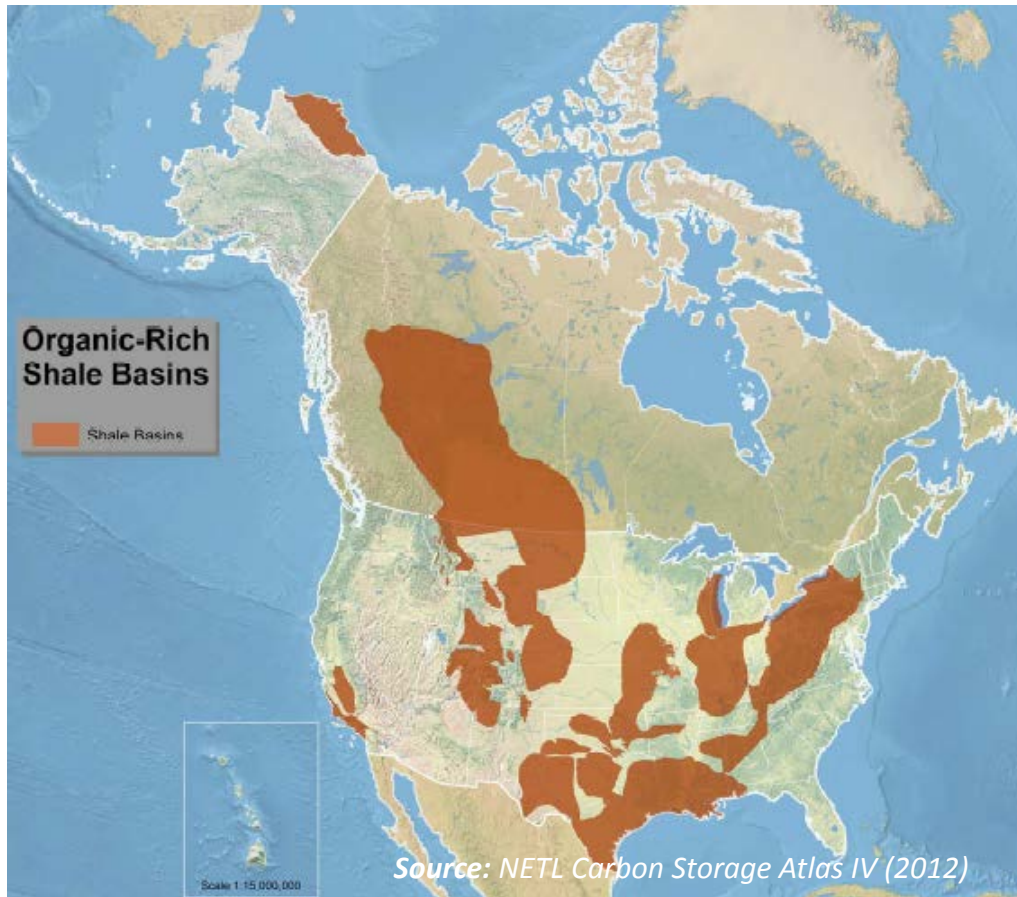 Organic-Rich
Shale Basins
Shale Basins
Scale 1:15,000,000
Source: NETL Carbon Storage Atlas IV (2012)